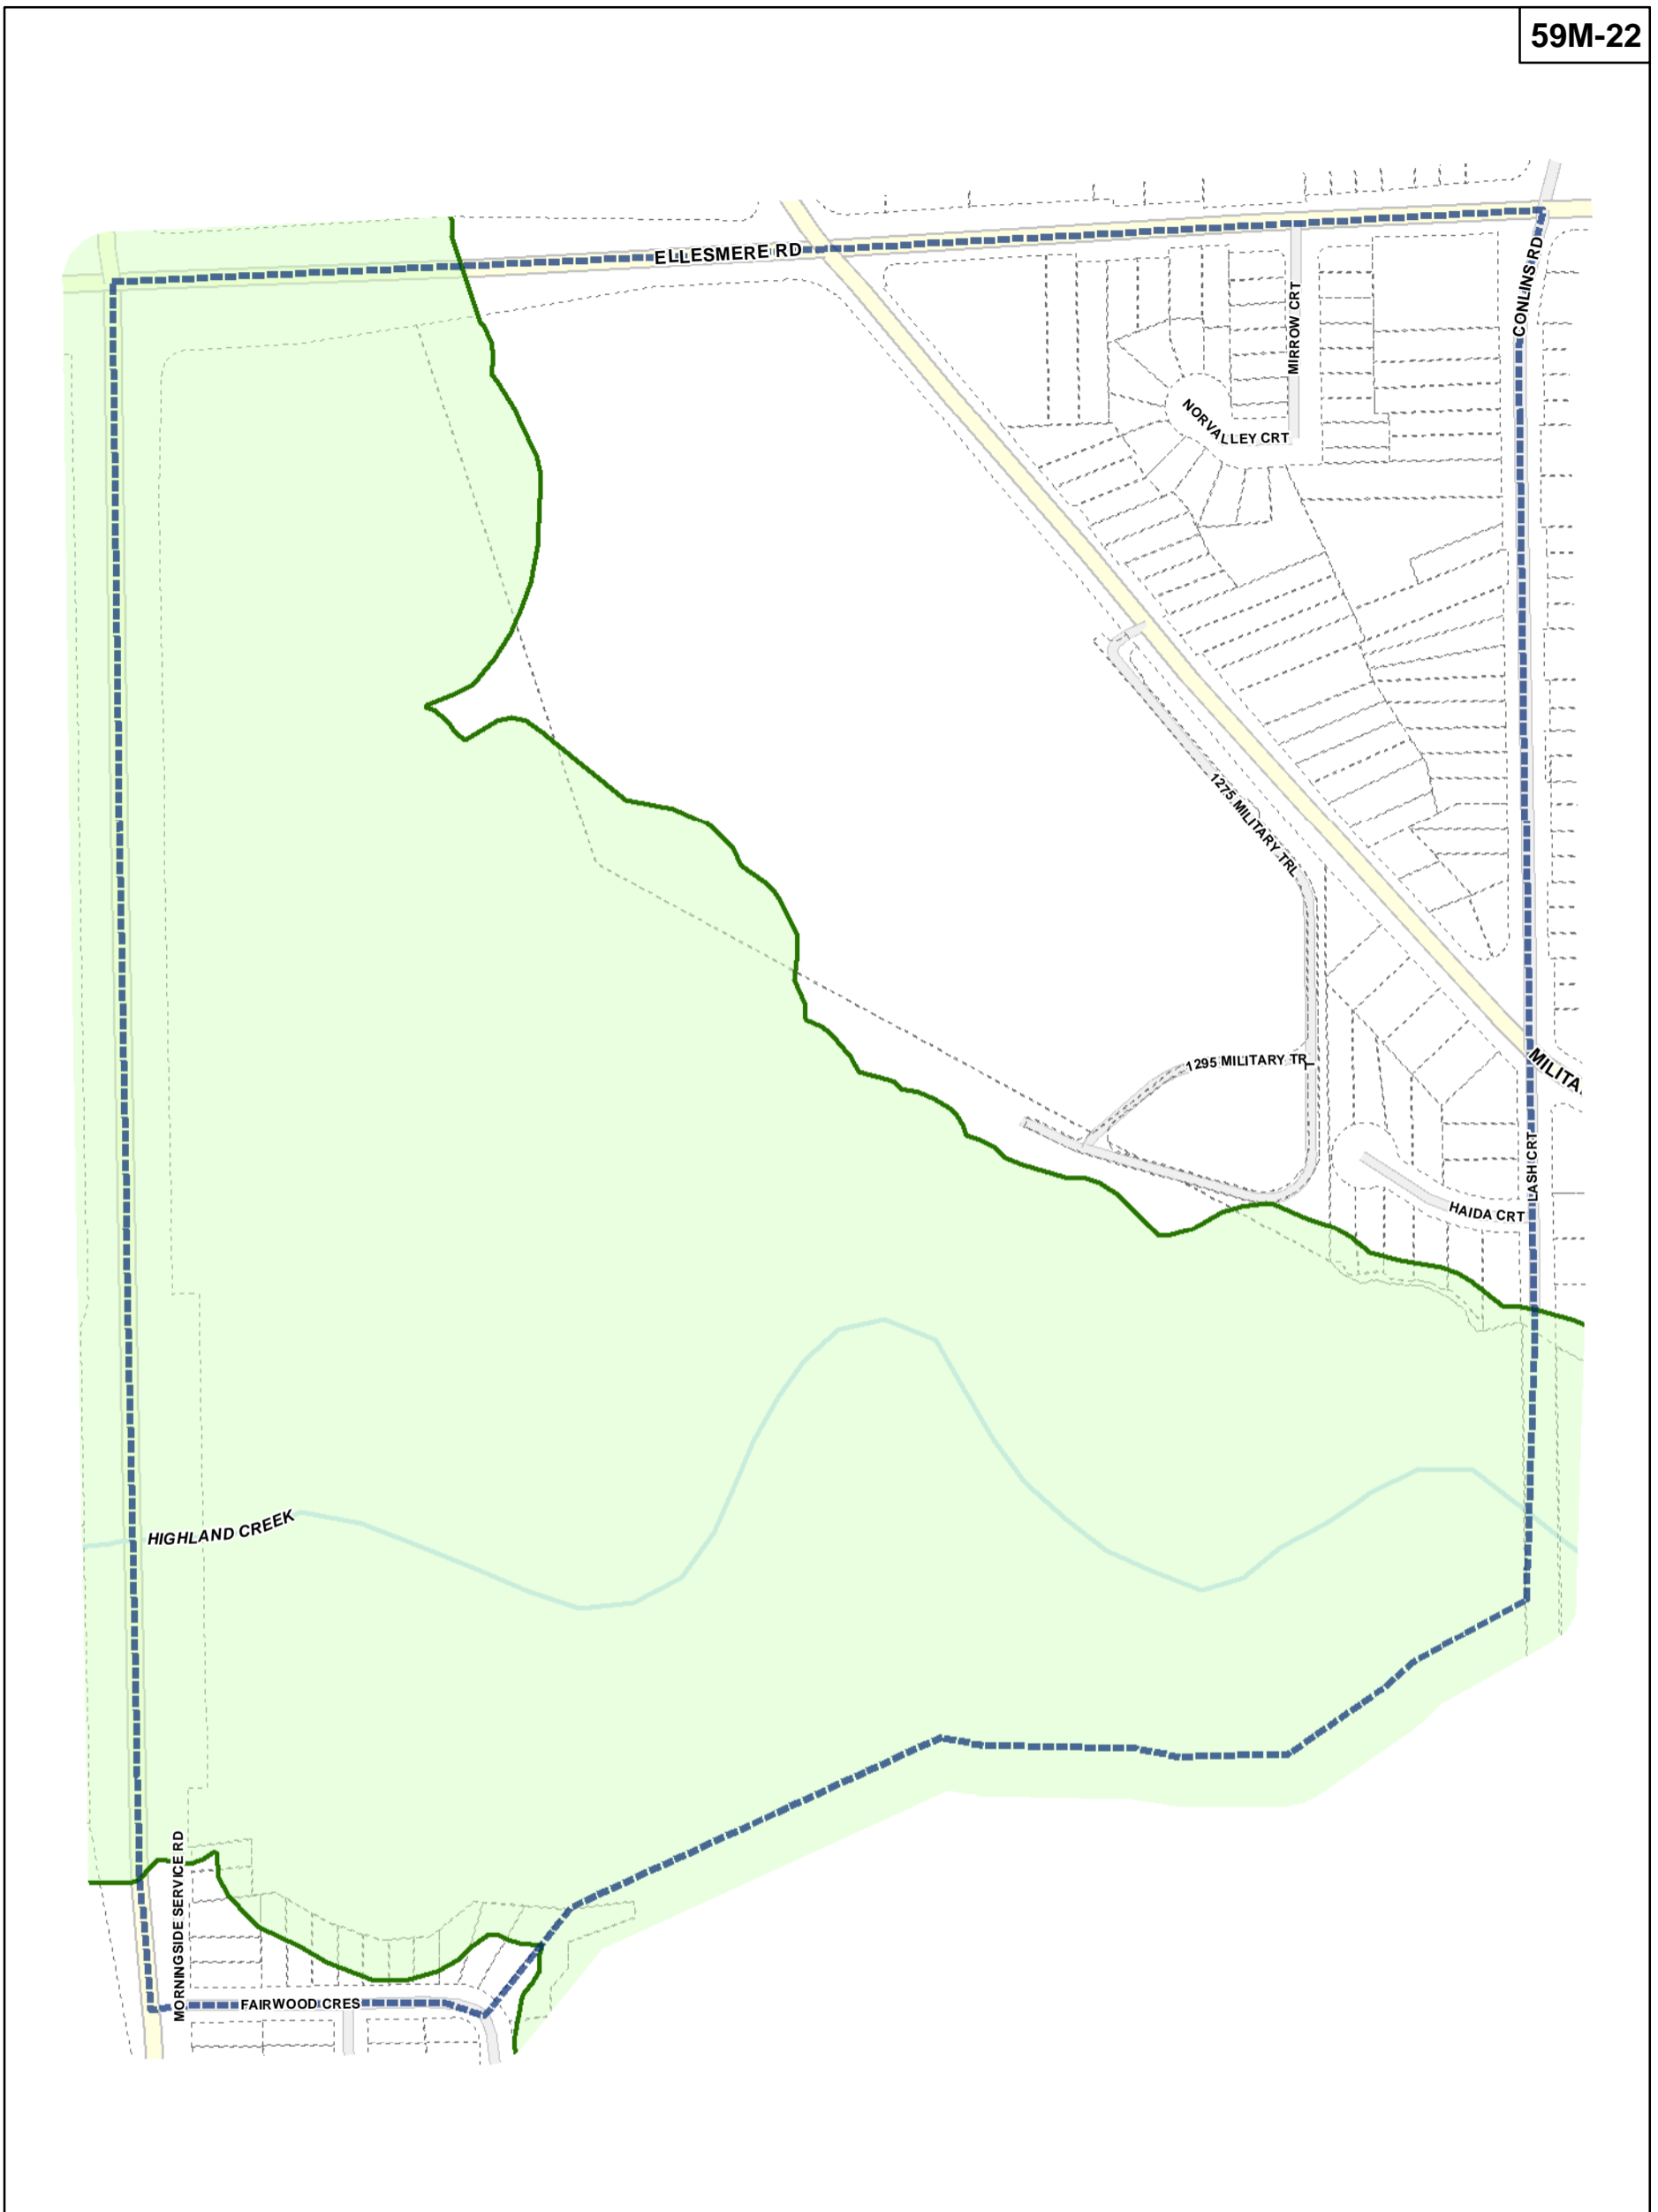 59M-22
ELLESMERE RD
CONLINS RD
MIRROW CRT
NORVALLEY CRT
1275 MILITARY TRL
1295 MILITARY TRL
MILITA
LASH CRT
HAIDA CRT
HIGHLAND CREEK
MORNINGSIDE SERVICE RD
FAIRWOOD CRES